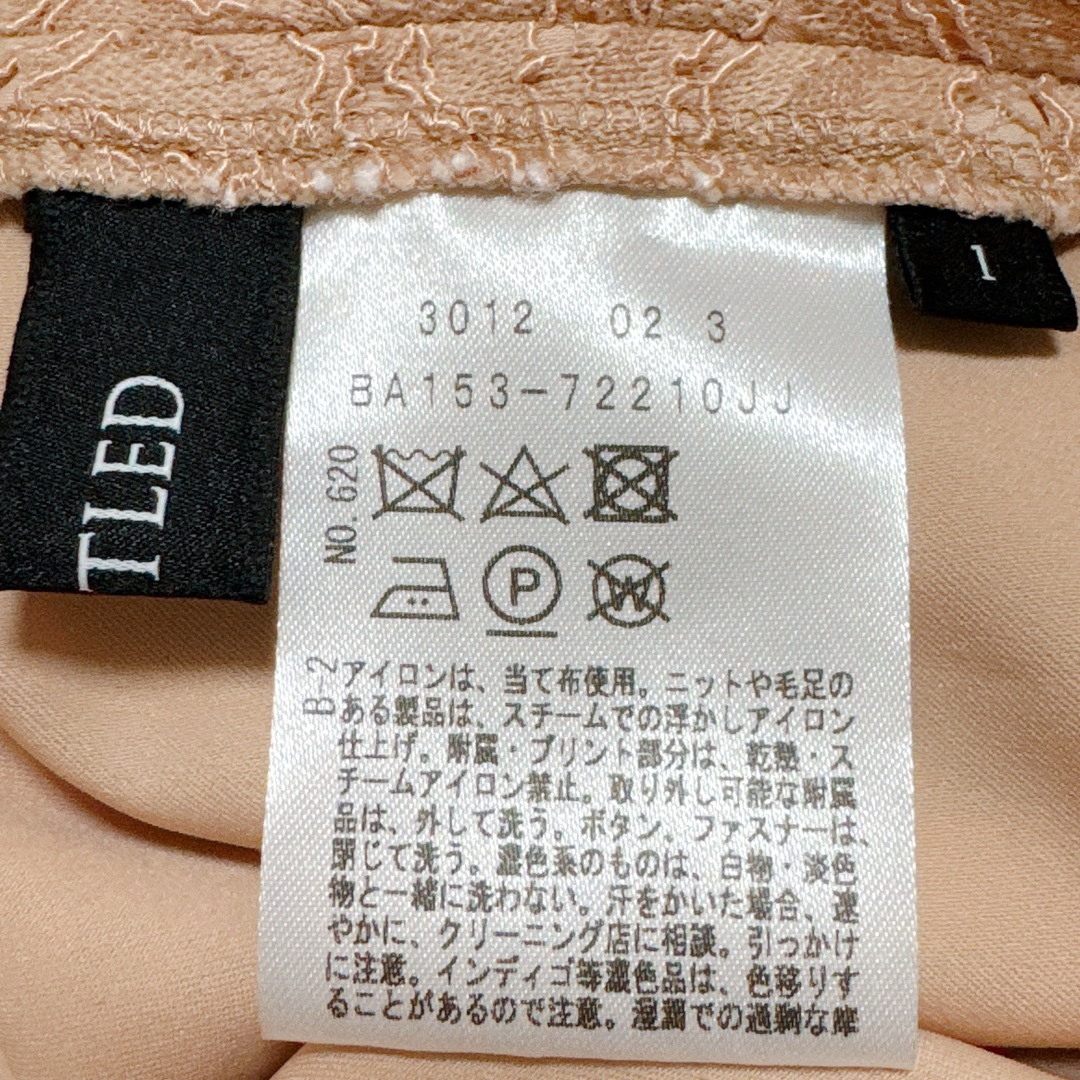 TLED
1
3012 02 3
BA153-72210JJ
NO. 620
P
W
B-2
アイロンは、当て布使用。ニットや毛足の
ある製品は、スチームでの浮かしアイロン
仕上げ。附属・プリント部分は、乾燥・ス
チームアイロン禁止。取り外し可能な附属
品は、外して洗う。ボタン、ファスナーは、
閉じて洗う。濃色系のものは、白物・淡色
物と一緒に洗わない。汗をかいた場合、速
やかに、クリーニング店に相談。引っかけ
に注意。インディゴ等濃色品は、色移りす
ることがあるので注意。湿潤での過剰な摩